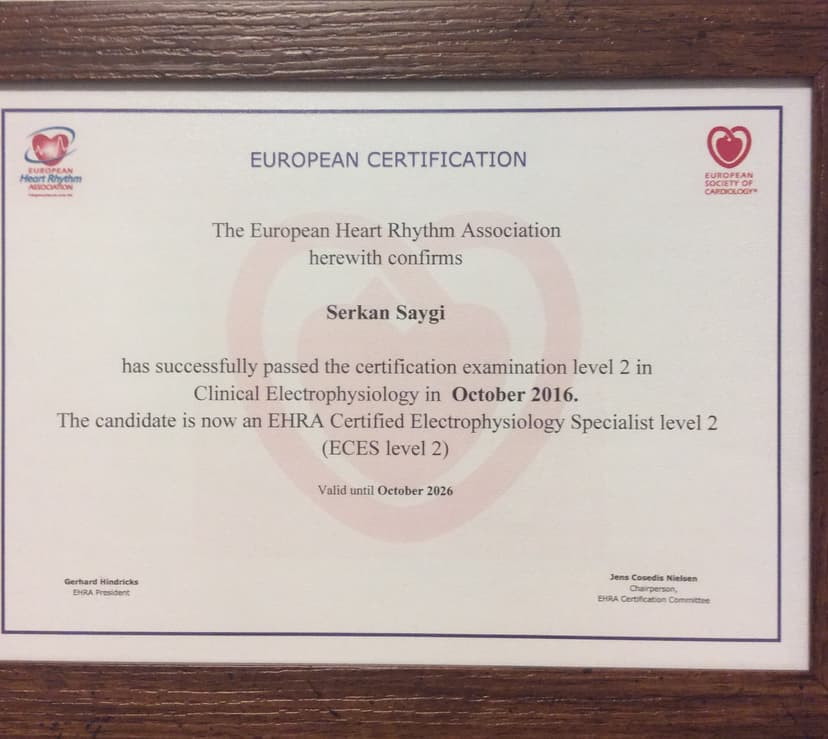 EUROPEAN
Heart Rhythm
ASSOCIATION
EUROPEAN CERTIFICATION
EUROPEAN
SOCIETY OF
CARDIOLOGY®
The European Heart Rhythm Association
herewith confirms
Serkan Saygi
has successfully passed the certification examination level 2 in
Clinical Electrophysiology in October 2016.
The candidate is now an EHRA Certified Electrophysiology Specialist level 2
(ECES level 2)
Valid until October 2026
Gerhard Hindricks
EHRA President
Jens Cosedis Nielsen
Chairperson,
EHRA Certification Committee